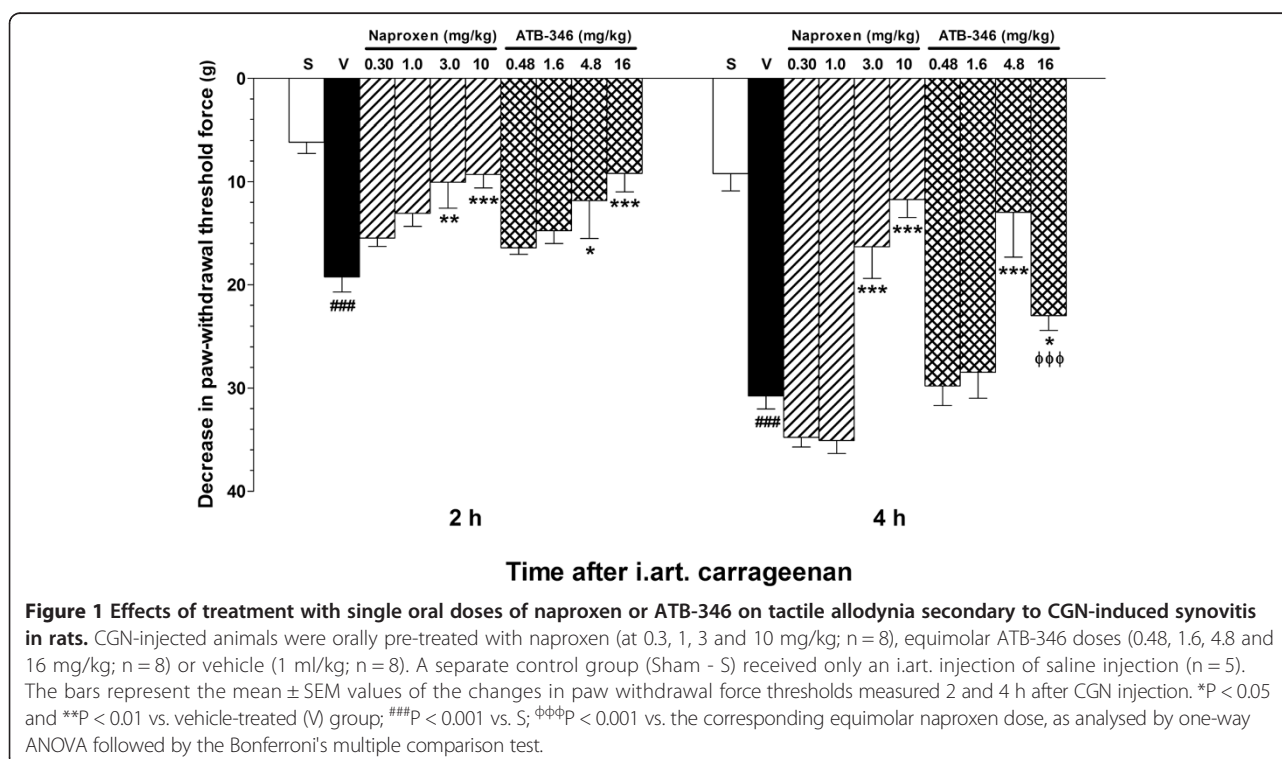 Naproxen (mg/kg) ATB-346 (mg/kg) Naproxen (mg/kg) ATB-346 (mg/kg)
S V 0.30 1.0 3.0 10 0.48 1.6 4.8 16 S V 0.30 1.0 3.0 10 0.48 1.6 4.8 16
Decrease in paw-withdrawal threshold force (g)
0
10
20
30
40
### ** *** * *** ### *** *** *** *
ϕϕϕ
2 h 4 h
Time after i.art. carrageenan
Figure 1 Effects of treatment with single oral doses of naproxen or ATB-346 on tactile allodynia secondary to CGN-induced synovitis
in rats. CGN-injected animals were orally pre-treated with naproxen (at 0.3, 1, 3 and 10 mg/kg; n = 8), equimolar ATB-346 doses (0.48, 1.6, 4.8 and
16 mg/kg; n = 8) or vehicle (1 ml/kg; n = 8). A separate control group (Sham - S) received only an i.art. injection of saline injection (n = 5).
The bars represent the mean ± SEM values of the changes in paw withdrawal force thresholds measured 2 and 4 h after CGN injection. *P < 0.05
and **P < 0.01 vs. vehicle-treated (V) group; ###P < 0.001 vs. S; ϕϕϕP < 0.001 vs. the corresponding equimolar naproxen dose, as analysed by one-way
ANOVA followed by the Bonferroni's multiple comparison test.